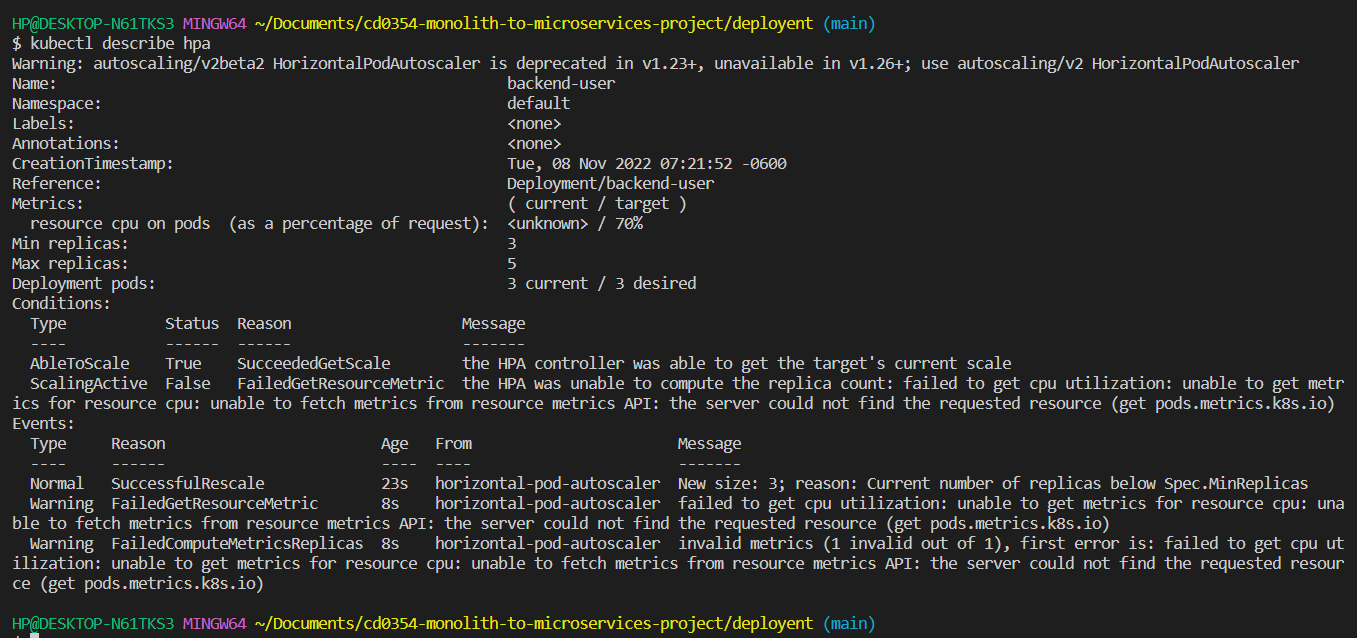 HP@DESKTOP-N61TKS3 MINGW64 ~/Documents/cd0354-monolith-to-microservices-project/deployent (main)
$ kubectl describe hpa
Warning: autoscaling/v2beta2 HorizontalPodAutoscaler is deprecated in v1.23+, unavailable in v1.26+; use autoscaling/v2 HorizontalPodAutoscaler
Name: backend-user
Namespace: default
Labels: <none>
Annotations: <none>
CreationTimestamp: Tue, 08 Nov 2022 07:21:52 -0600
Reference: Deployment/backend-user
Metrics: ( current / target )
resource cpu on pods (as a percentage of request): <unknown> / 70%
Min replicas: 3
Max replicas: 5
Deployment pods: 3 current / 3 desired
Conditions:
Type Status Reason Message
---- ------ ------ -------
AbleToScale True SucceededGetScale the HPA controller was able to get the target's current scale
ScalingActive False FailedGetResourceMetric the HPA was unable to compute the replica count: failed to get cpu utilization: unable to get metr
ics for resource cpu: unable to fetch metrics from resource metrics API: the server could not find the requested resource (get pods.metrics.k8s.io)
Events:
Type Reason Age From Message
---- ------ ---- ---- -------
Normal SuccessfulRescale 23s horizontal-pod-autoscaler New size: 3; reason: Current number of replicas below Spec.MinReplicas
Warning FailedGetResourceMetric 8s horizontal-pod-autoscaler failed to get cpu utilization: unable to get metrics for resource cpu: una
ble to fetch metrics from resource metrics API: the server could not find the requested resource (get pods.metrics.k8s.io)
Warning FailedComputeMetricsReplicas 8s horizontal-pod-autoscaler invalid metrics (1 invalid out of 1), first error is: failed to get cpu ut
ilization: unable to get metrics for resource cpu: unable to fetch metrics from resource metrics API: the server could not find the requested resour
ce (get pods.metrics.k8s.io)
HP@DESKTOP-N61TKS3 MINGW64 ~/Documents/cd0354-monolith-to-microservices-project/deployent (main)